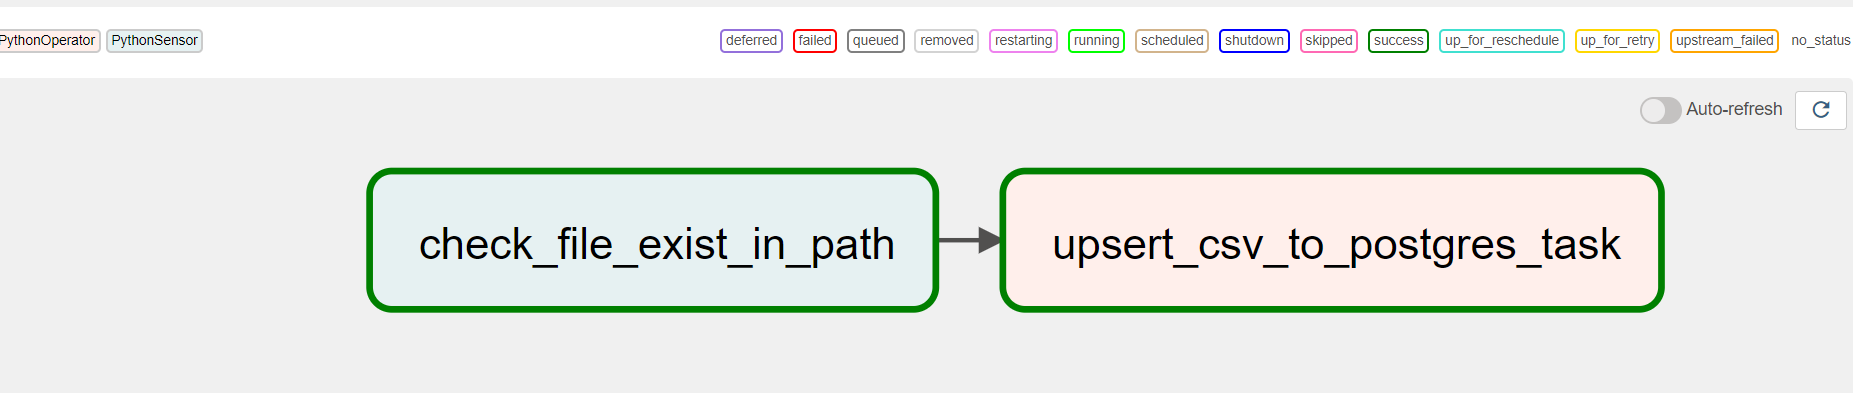 PythonOperator PythonSensor deferred failed queued removed restarting running scheduled shutdown skipped success up_for_reschedule up_for_retry upstream_failed no_status
Auto-refresh
check_file_exist_in_path upsert_csv_to_postgres_task